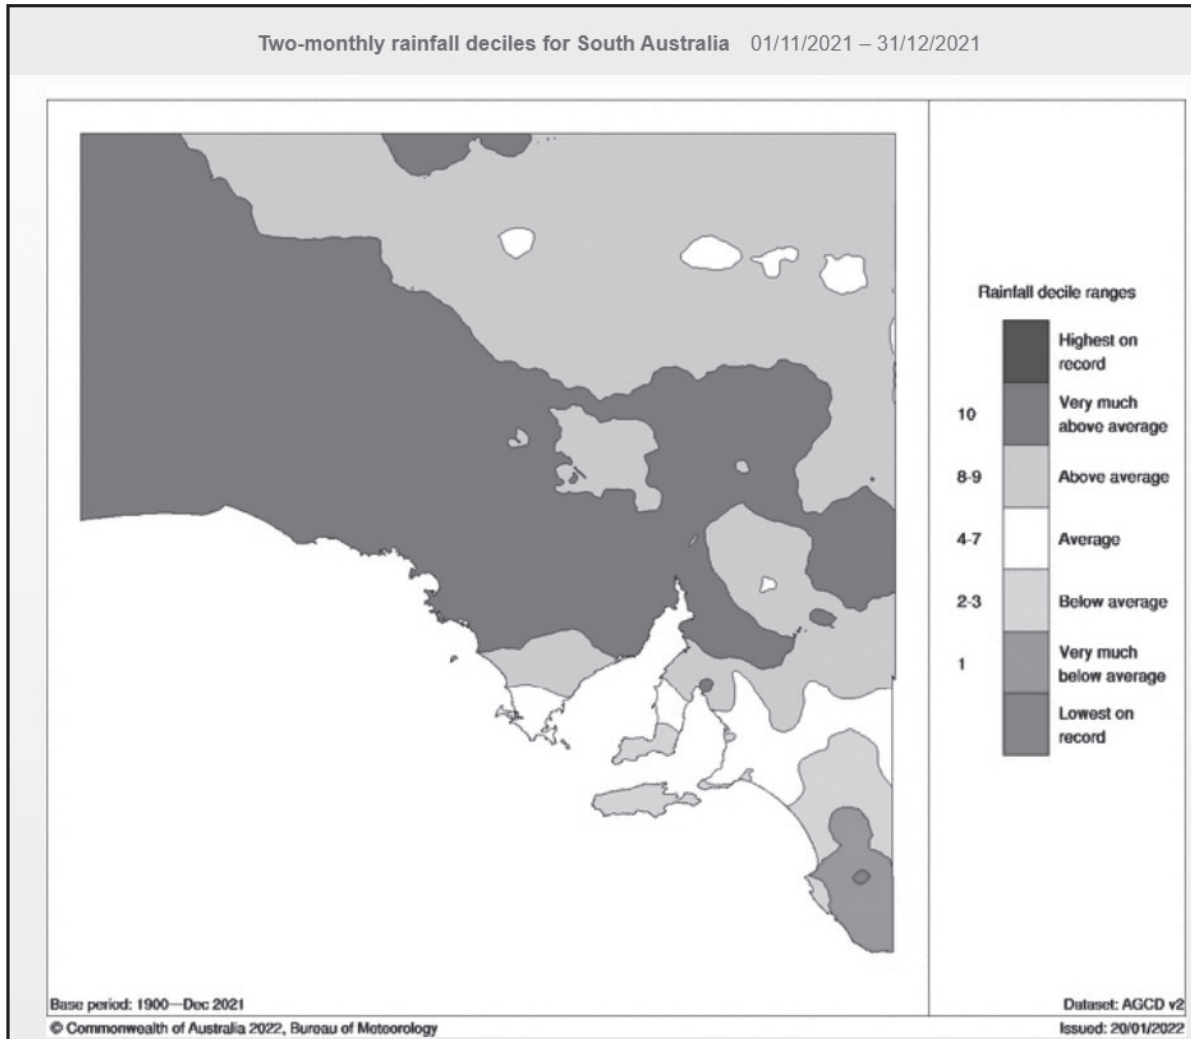 Two-monthly rainfall deciles for South Australia 01/11/2021 – 31/12/2021
Rainfall decile ranges
Highest on
record
10
Very much
above average
8-9
Above average
4-7
Average
2-3
Below average
1
Very much
below average
Lowest on
record
Base period: 1900—Dec 2021
Dataset: AGCD v2
© Commonwealth of Australia 2022, Bureau of Meteorology
Issued: 20/01/2022